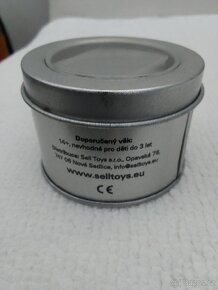 Doporučený věk:
14+, nevhodné pro děti do 3 let
Distribuce: Sell Toys s.r.o., Opavská 78,
747 06 Nové Sedlice, info@selltoys.eu
www.selltoys.eu
CE